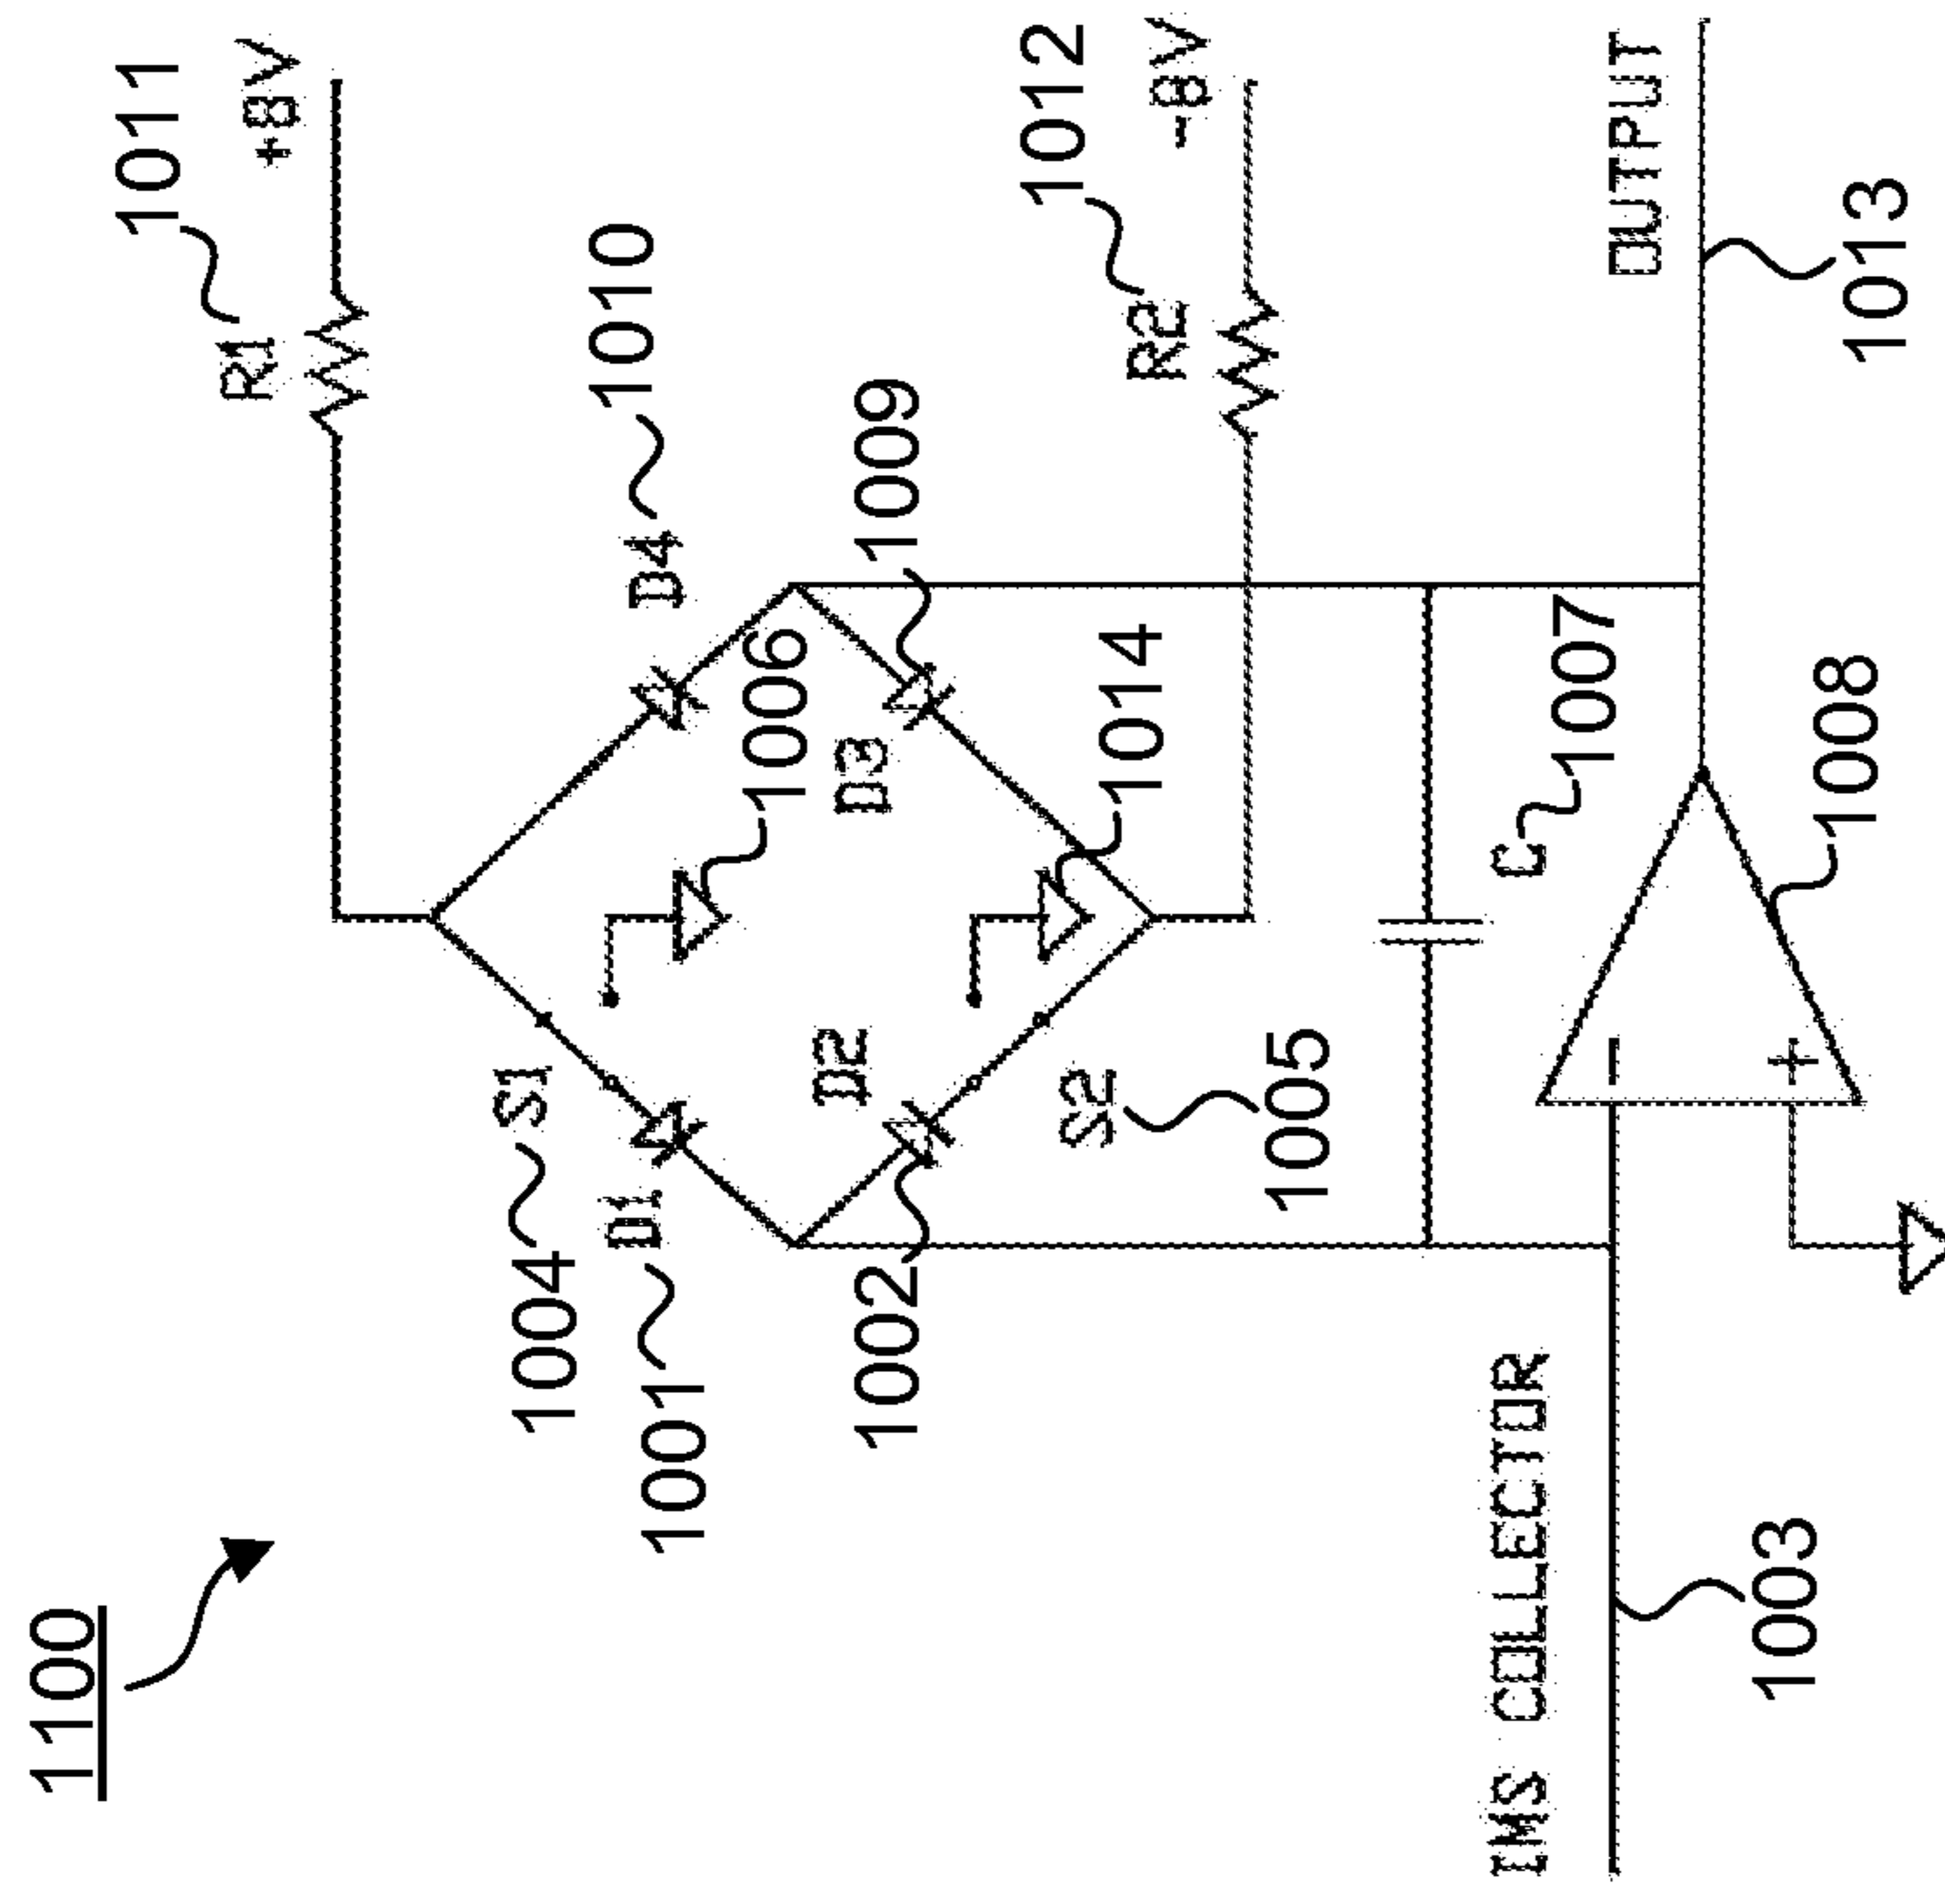 1100
1011
R1
+8V
S1
1004
1010
D1
D4
1001
1006
D2
D3
1002
1009
1012
S2
1014
R2
-8V
1005
IMS COLLECTOR
C
1007
-
OUTPUT
1003
+
1008
1013